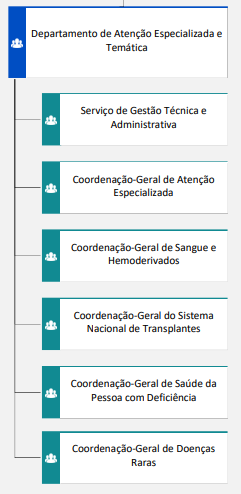 Departamento de Atenção Especializada e
Temática
Serviço de Gestão Técnica e
Administrativa
Coordenação-Geral de Atenção
Especializada
Coordenação-Geral de Sangue e
Hemoderivados
Coordenação-Geral do Sistema
Nacional de Transplantes
Coordenação-Geral de Saúde da
Pessoa com Deficiência
Coordenação-Geral de Doenças
Raras